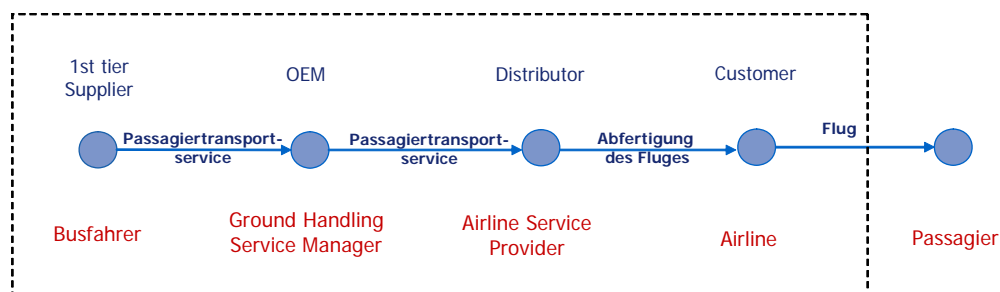 1st tier
Supplier
OEM
Distributor
Customer
Passagiertransport-
service
Passagiertransport-
service
Abfertigung
des Fluges
Flug
Busfahrer
Ground Handling
Service Manager
Airline Service
Provider
Airline
Passagier